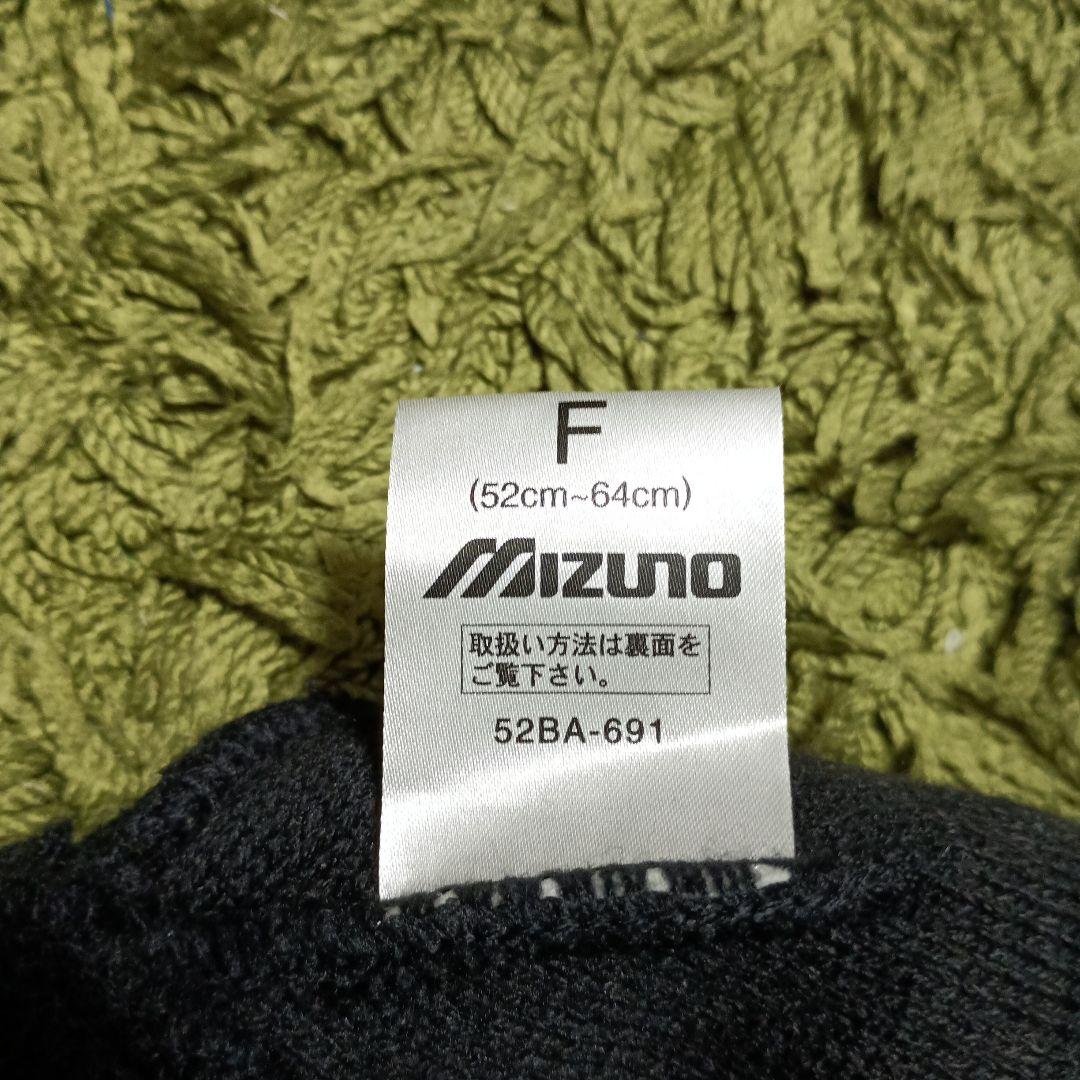 F
(52cm~64cm)
MIZUNO
取扱い方法は裏面を
ご覧下さい。
52BA-691